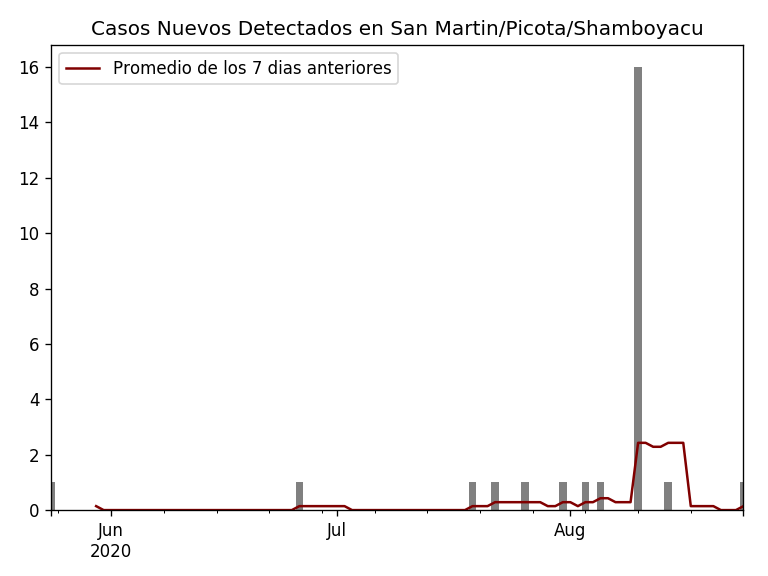 Casos Nuevos Detectados en San Martin/Picota/Shamboyacu
Promedio de los 7 dias anteriores
16
14
12
10
8
6
4
2
0
Jun
2020
Jul
Aug